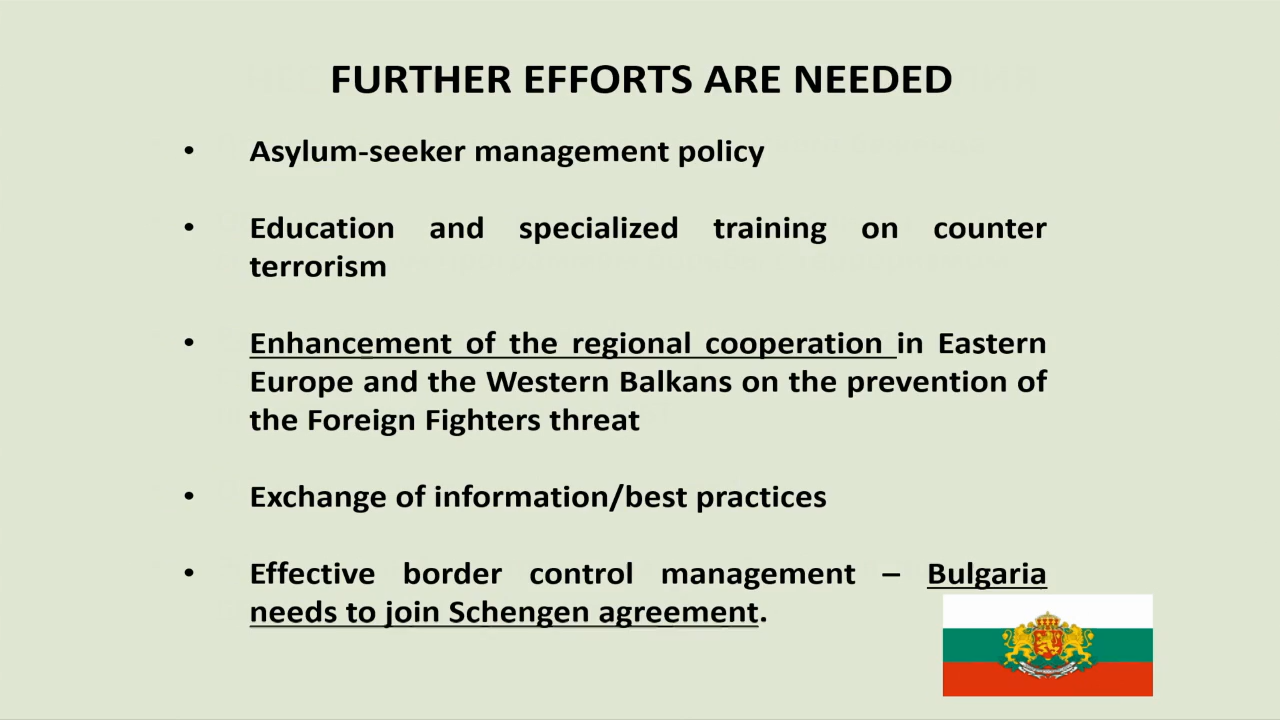 FURTHER EFFORTS ARE NEEDED
• Asylum-seeker management policy
• Education and specialized training on counter
terrorism
• Enhancement of the regional cooperation in Eastern
Europe and the Western Balkans on the prevention of
the Foreign Fighters threat
• Exchange of information/best practices
• Effective border control management – Bulgaria
needs to join Schengen agreement.